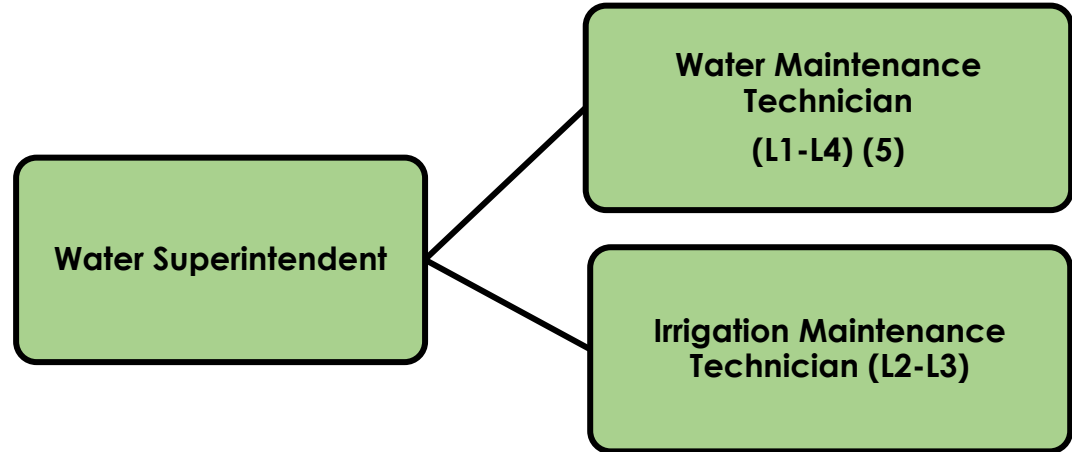 Water Maintenance
Technician
(L1-L4) (5)
Water Superintendent
Irrigation Maintenance
Technician (L2-L3)